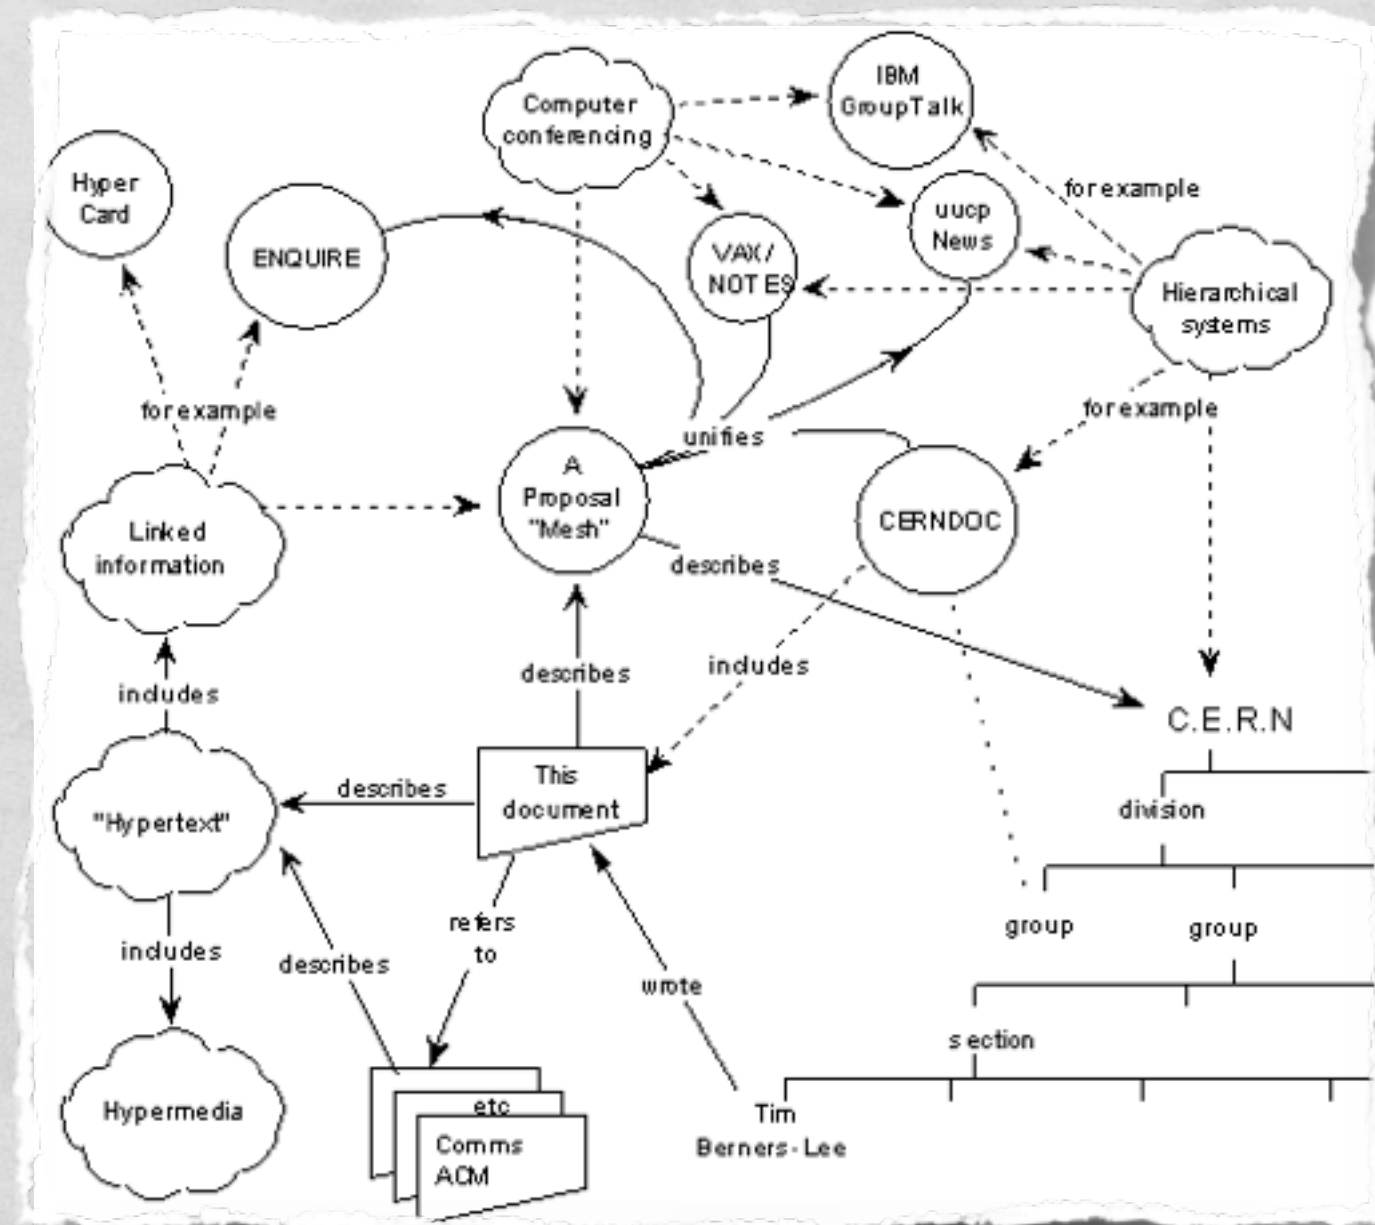 IBM
GroupTalk
Computer
conferencing
Hyper
Card
for example
uucp
News
ENQUIRE
VAX/
NOTES
Hierarchical
systems
for example
for example
unifies
A
Proposal
"Mesh"
CERNDOC
Linked
information
describes
includes
describes
includes
C.E.R.N
This
document
describes
"Hypertext"
division
refers
to
group
group
includes
describes
wrote
section
Hypermedia
etc
Comms
ACM
Tim
Berners-Lee